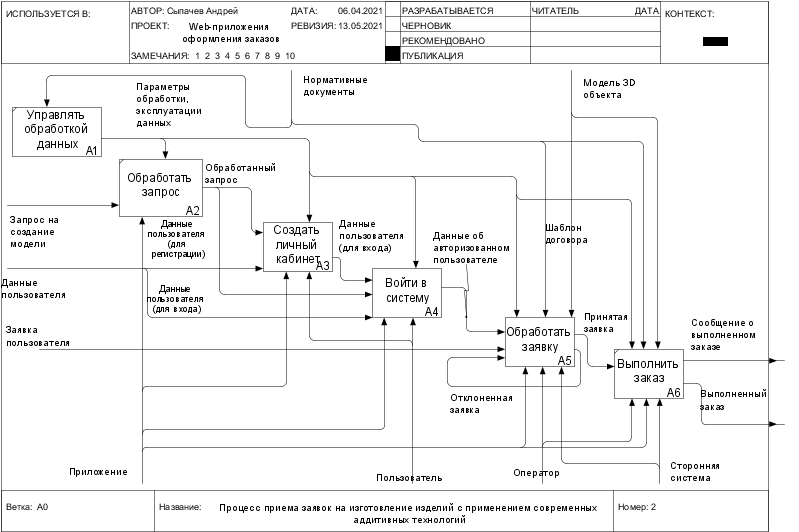 ИСПОЛЬЗУЕТСЯ В:
АВТОР: Сыпачев Андрей
ДАТА: 06.04.2021
ПРОЕКТ: Web-приложения
оформления заказов
РЕВИЗИЯ: 13.05.2021
ЗАМЕЧАНИЯ: 1 2 3 4 5 6 7 8 9 10
РАЗРАБАТЫВАЕТСЯ
ЧЕРНОВИК
РЕКОМЕНДОВАНО
ПУБЛИКАЦИЯ
ЧИТАТЕЛЬ
ДАТА
КОНТЕКСТ:
Параметры
обработки,
эксплуатации
данных
Нормативные
документы
Модель 3D
объекта
Управлять
обработкой
данных
A1
Обработать
запрос
A2
Обработанный
запрос
Запрос на
создание
модели
Данные
пользователя
(для
регистрации)
Создать
личный
кабинет
A3
Данные
пользователя
(для входа)
Данные об
авторизованном
пользователе
Шаблон
договора
Данные
пользователя
Данные
пользователя
(для входа)
Войти в
систему
A4
Заявка
пользователя
Обработать
заявку
A5
Принятая
заявка
Сообщение о
выполненном
заказе
Выполнить
заказ
A6
Отклоненная
заявка
Выполненный
заказ
Приложение
Пользователь
Оператор
Сторонняя
система
Ветка: A0
Название: Процесс приема заявок на изготовление изделий с применением современных
аддитивных технологий
Номер: 2